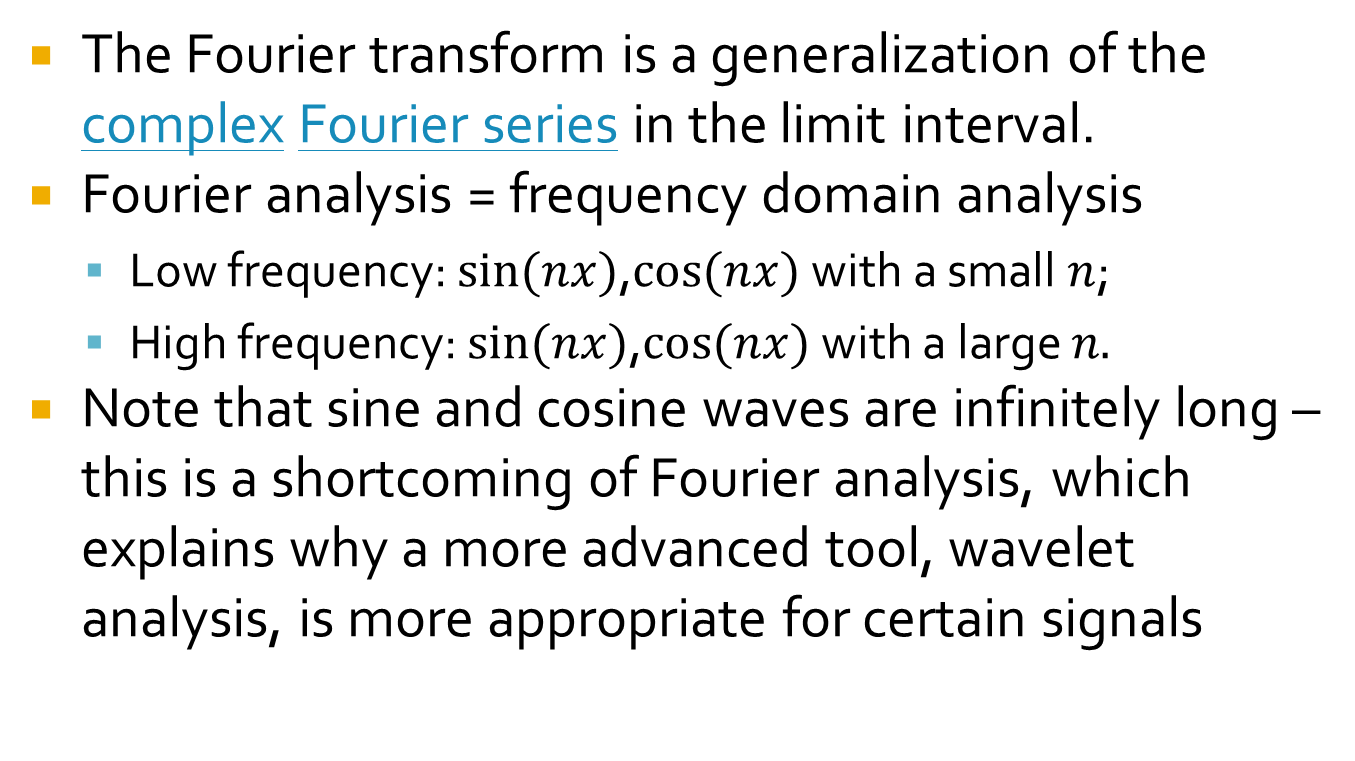 The Fourier transform is a generalization of the
complex Fourier series in the limit interval.
Fourier analysis = frequency domain analysis
Low frequency: sin(nx),cos(nx) with a small n;
High frequency: sin(nx),cos(nx) with a large n.
Note that sine and cosine waves are infinitely long –
this is a shortcoming of Fourier analysis, which
explains why a more advanced tool, wavelet
analysis, is more appropriate for certain signals